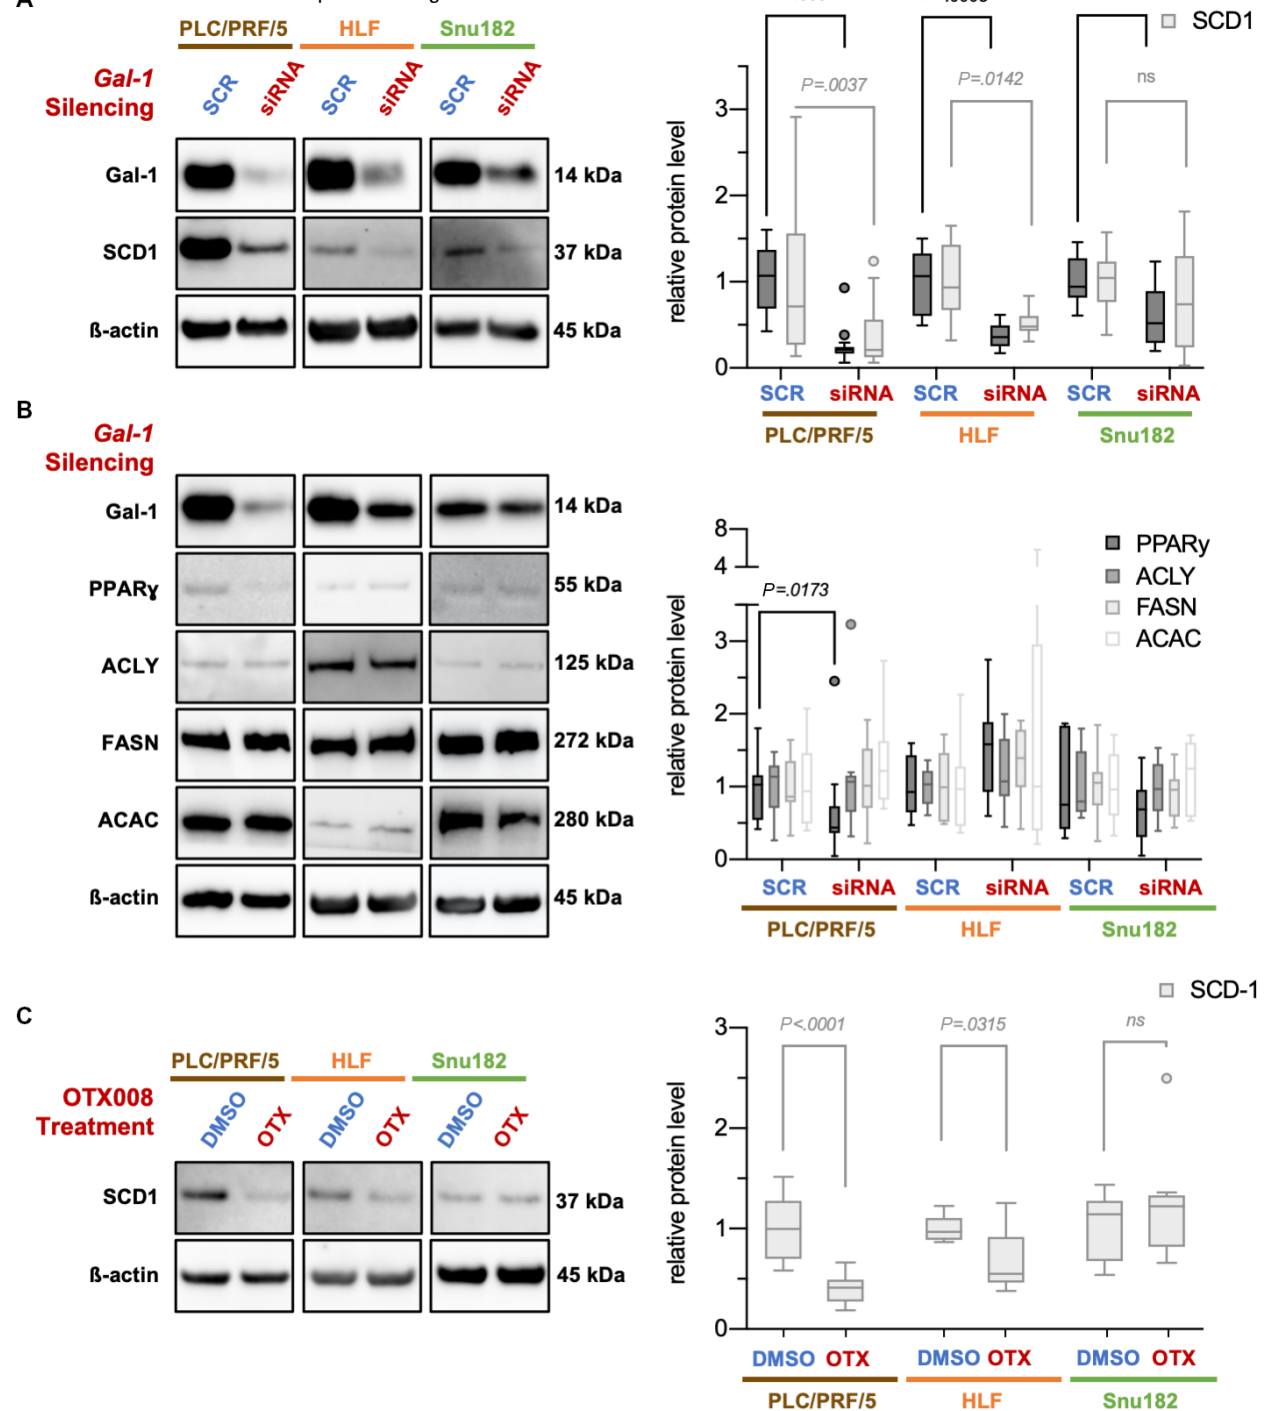 A
PLC/PRF/5 HLF Snu182
Gal-1
Silencing
SCR siRNA SCR siRNA SCR siRNA
Gal-1 14 kDa
SCD1 37 kDa
ß-actin 45 kDa
SCD1
P=.0037 P=.0142 ns
relative protein level
3
2
1
0
SCR siRNA SCR siRNA SCR siRNA
PLC/PRF/5 HLF Snu182
B
Gal-1
Silencing
Gal-1 14 kDa
PPARɣ 55 kDa
ACLY 125 kDa
FASN 272 kDa
ACAC 280 kDa
ß-actin 45 kDa
PPARy
ACLY
FASN
ACAC
P=.0173
relative protein level
8
4
3
2
1
0
SCR siRNA SCR siRNA SCR siRNA
PLC/PRF/5 HLF Snu182
C
PLC/PRF/5 HLF Snu182
OTX008
Treatment
DMSO OTX DMSO OTX DMSO OTX
SCD1 37 kDa
ß-actin 45 kDa
SCD-1
P<.0001 P=.0315 ns
relative protein level
3
2
1
0
DMSO OTX DMSO OTX DMSO OTX
PLC/PRF/5 HLF Snu182